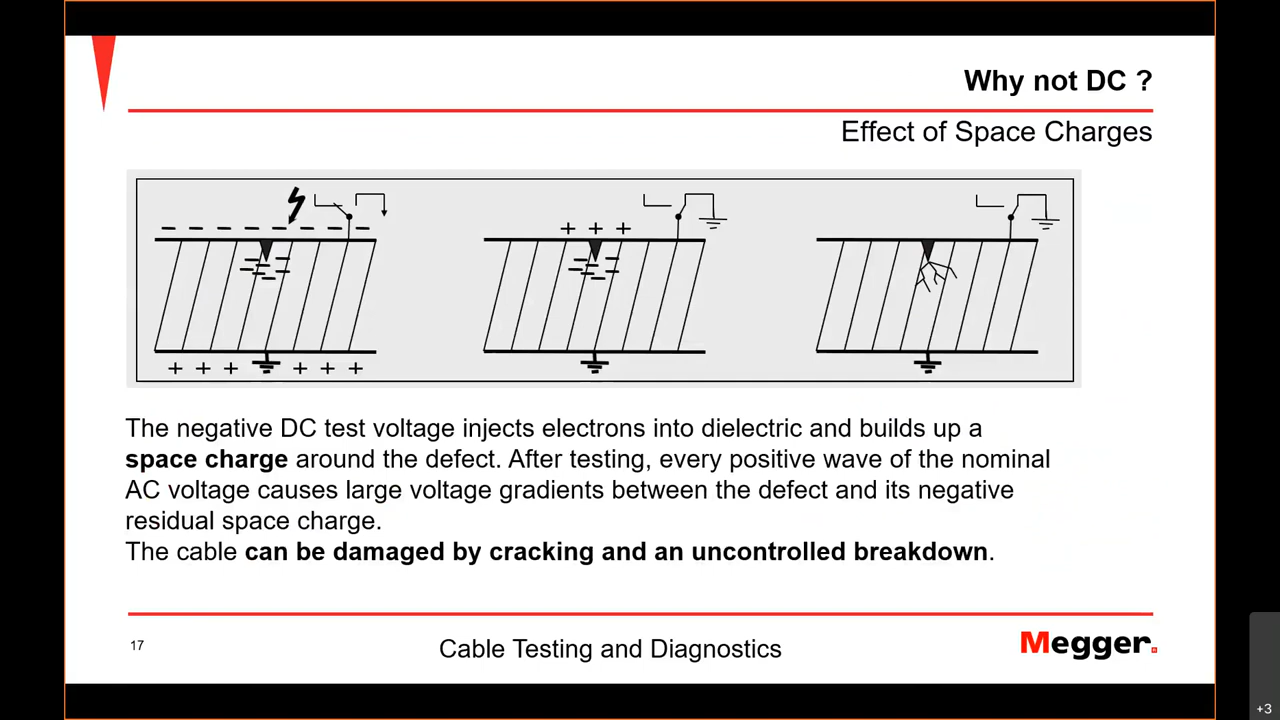 Why not DC ?
Effect of Space Charges
The negative DC test voltage injects electrons into dielectric and builds up a
space charge around the defect. After testing, every positive wave of the nominal
AC voltage causes large voltage gradients between the defect and its negative
residual space charge.
The cable can be damaged by cracking and an uncontrolled breakdown.
17
Cable Testing and Diagnostics
Megger.
+3